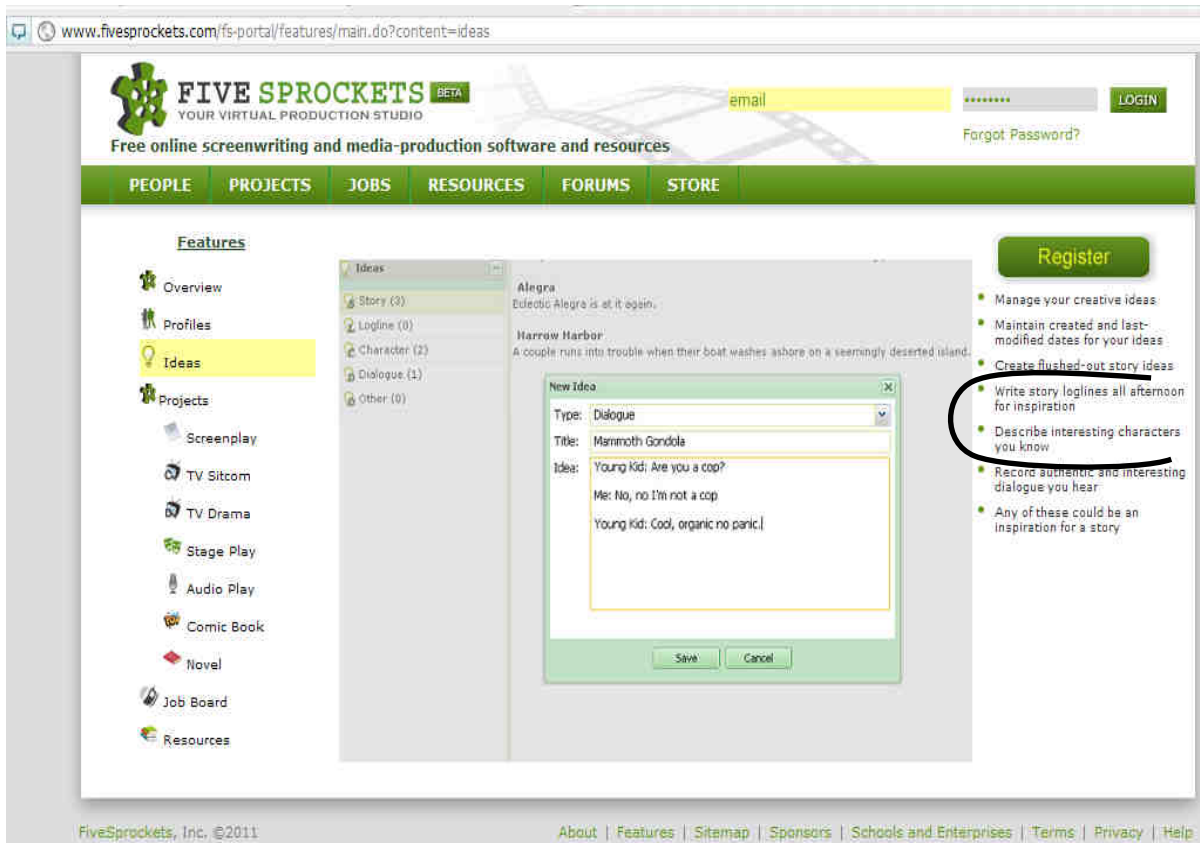 www.fivesprockets.com/fs-portal/features/main.do?content=ideas
FIVE SPROCKETS BETA
YOUR VIRTUAL PRODUCTION STUDIO
Free online screenwriting and media-production software and resources
email
LOGIN
Forgot Password?
PEOPLE PROJECTS JOBS RESOURCES FORUMS STORE
Features
Overview
Profiles
Ideas
Projects
Screenplay
TV Sitcom
TV Drama
Stage Play
Audio Play
Comic Book
Novel
Job Board
Resources
Ideas
Story (3)
Logline (0)
Character (2)
Dialogue (1)
Other (0)
Alegra
Eclectic Alegra is at it again.
Harrow Harbor
A couple runs into trouble when their boat washes ashore on a seemingly deserted island.
New Idea
Type: Dialogue
Title: Mammoth Gondola
Idea: Young Kid: Are you a cop?
Me: No, no I'm not a cop
Young Kid: Cool, organic no panic.
Save Cancel
Register
Manage your creative ideas
Maintain created and last-
modified dates for your ideas
Create flushed-out story ideas
Write story loglines all afternoon
for inspiration
Describe interesting characters
you know
Record authentic and interesting
dialogue you hear
Any of these could be an
inspiration for a story
FiveSprockets, Inc. ©2011
About | Features | Sitemap | Sponsors | Schools and Enterprises | Terms | Privacy | Help